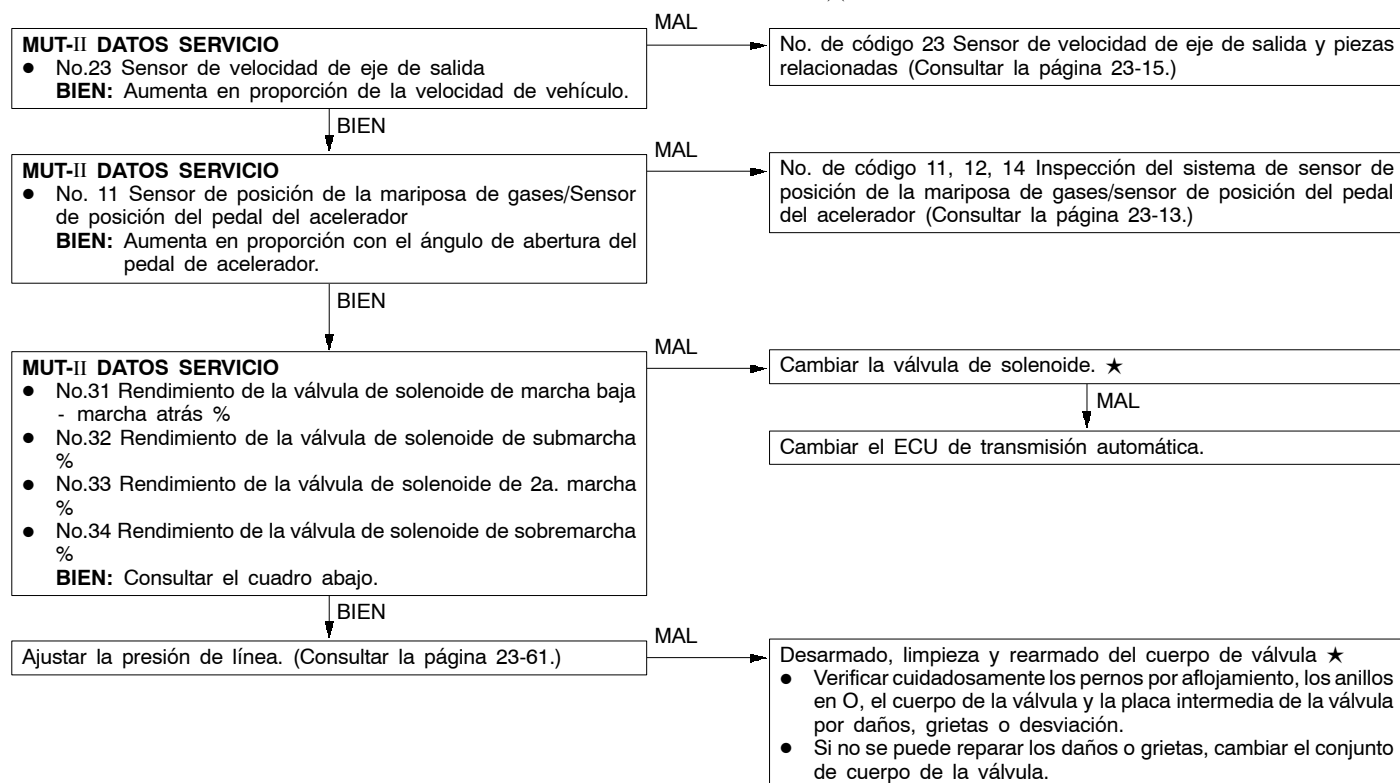 MUT-II DATOS SERVICIO
● No.23 Sensor de velocidad de eje de salida
BIEN: Aumenta en proporción de la velocidad de vehículo.
MAL
No. de código 23 Sensor de velocidad de eje de salida y piezas
relacionadas (Consultar la página 23-15.)
BIEN
MUT-II DATOS SERVICIO
● No. 11 Sensor de posición de la mariposa de gases/Sensor
de posición del pedal del acelerador
BIEN: Aumenta en proporción con el ángulo de abertura del
pedal de acelerador.
MAL
No. de código 11, 12, 14 Inspección del sistema de sensor de
posición de la mariposa de gases/sensor de posición del pedal
del acelerador (Consultar la página 23-13.)
BIEN
MUT-II DATOS SERVICIO
● No.31 Rendimiento de la válvula de solenoide de marcha baja
- marcha atrás %
● No.32 Rendimiento de la válvula de solenoide de submarcha
%
● No.33 Rendimiento de la válvula de solenoide de 2a. marcha
%
● No.34 Rendimiento de la válvula de solenoide de sobremarcha
%
BIEN: Consultar el cuadro abajo.
MAL
Cambiar la válvula de solenoide. ★
MAL
Cambiar el ECU de transmisión automática.
BIEN
Ajustar la presión de línea. (Consultar la página 23-61.)
MAL
Desarmado, limpieza y rearmado del cuerpo de válvula ★
● Verificar cuidadosamente los pernos por aflojamiento, los anillos
en O, el cuerpo de la válvula y la placa intermedia de la válvula
por daños, grietas o desviación.
● Si no se puede reparar los daños o grietas, cambiar el conjunto
de cuerpo de la válvula.